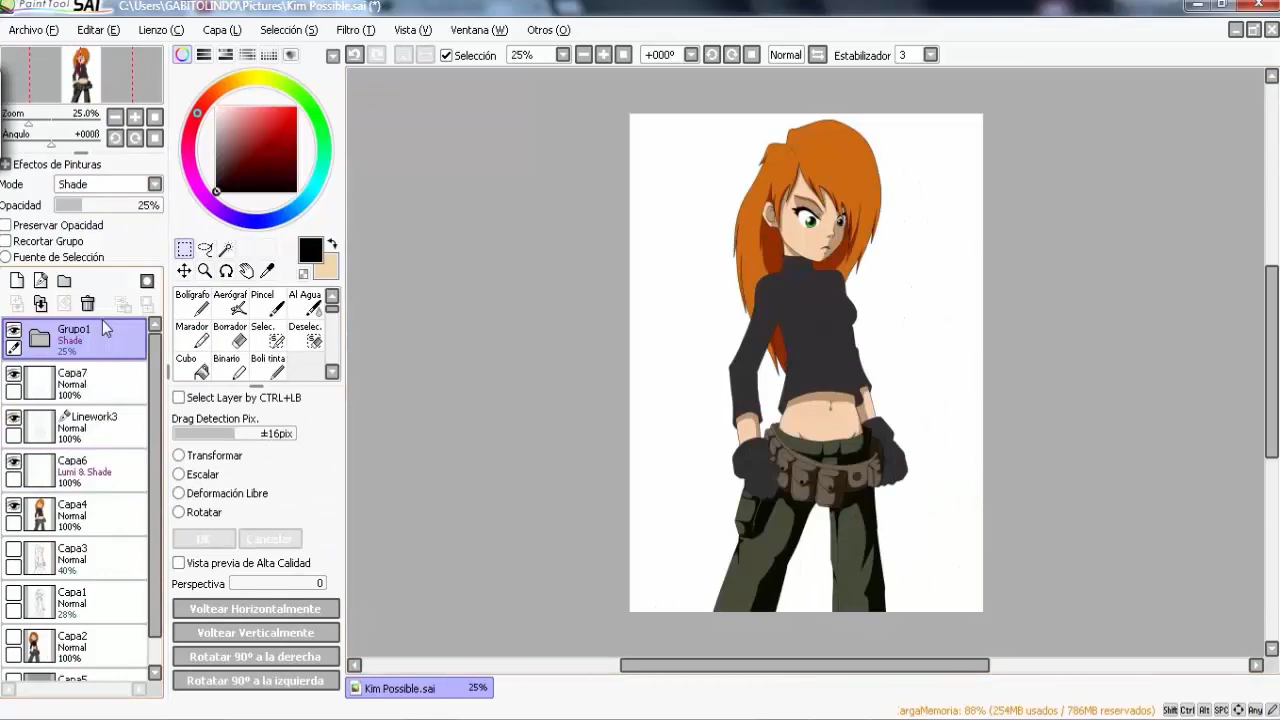 PaintTool SAI C:\Users\GABITOLINDO\Pictures\Kim Possible.sai (*)
Archivo (F) Editar (E) Lienzo (C) Capa (L) Selección (S) Filtro (T) Vista (V) Ventana (W) Otros (O)
Selección 25% +000º Normal Estabilizador 3
Zoom 25.0%
Ángulo +000ß
Efectos de Pinturas
Mode Shade
Opacidad 25%
Preservar Opacidad
Recortar Grupo
Fuente de Selección
Grupo1
Shade
25%
Capa7
Normal
100%
Linework3
Normal
100%
Capa6
Lumi & Shade
100%
Capa4
Normal
100%
Capa3
Normal
40%
Capa1
Normal
28%
Capa2
Normal
100%
Bolígrafo Aerógraf Pincel Al Agua
Marador Borrador Selec. Deselec.
Cubo Binario Boli tinta
Select Layer by CTRL+LB
Drag Detection Pix.
±16pix
Transformar
Escalar
Deformación Libre
Rotatar
OK Cancelar
Vista previa de Alta Calidad
Perspectiva 0
Voltear Horizontalmente
Voltear Verticalmente
Rotatar 90º a la derecha
Rotatar 90º a la izquierda
Kim Possible.sai 25%
argaMemoria: 88% (254MB usados / 786MB reservados) Shift Ctrl Alt SPC Any